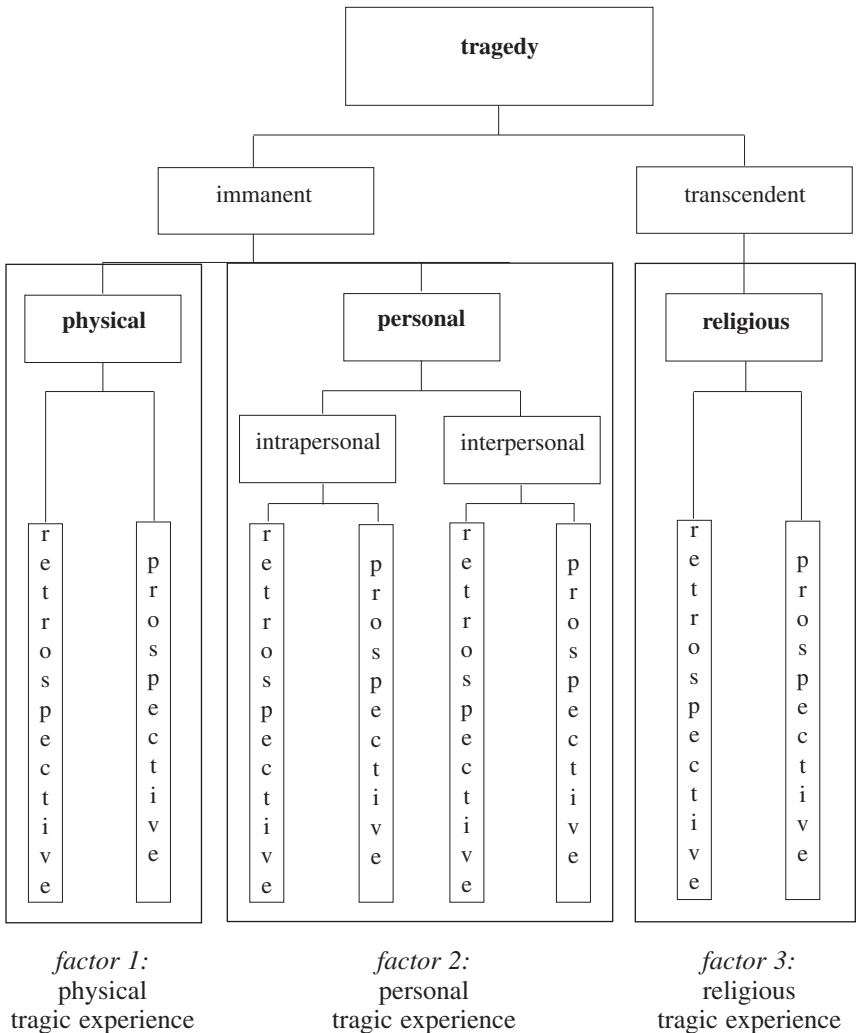 tragedy
immanent
transcendent
physical
personal
religious
intrapersonal
interpersonal
retrospective
prospective
retrospective
prospective
retrospective
prospective
retrospective
prospective
factor 1:
physical
tragic experience
factor 2:
personal
tragic experience
factor 3:
religious
tragic experience